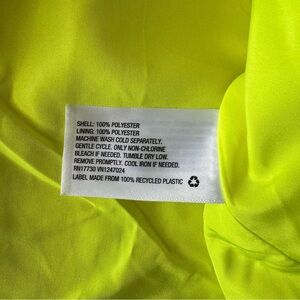 SHELL: 100% POLYESTER
LINING: 100% POLYESTER
MACHINE WASH COLD SEPARATELY,
GENTLE CYCLE. ONLY NON-CHLORINE
BLEACH IF NEEDED. TUMBLE DRY LOW.
REMOVE PROMPTLY. COOL IRON IF NEEDED.
RN17730 VN1247024
LABEL MADE FROM 100% RECYCLED PLASTIC